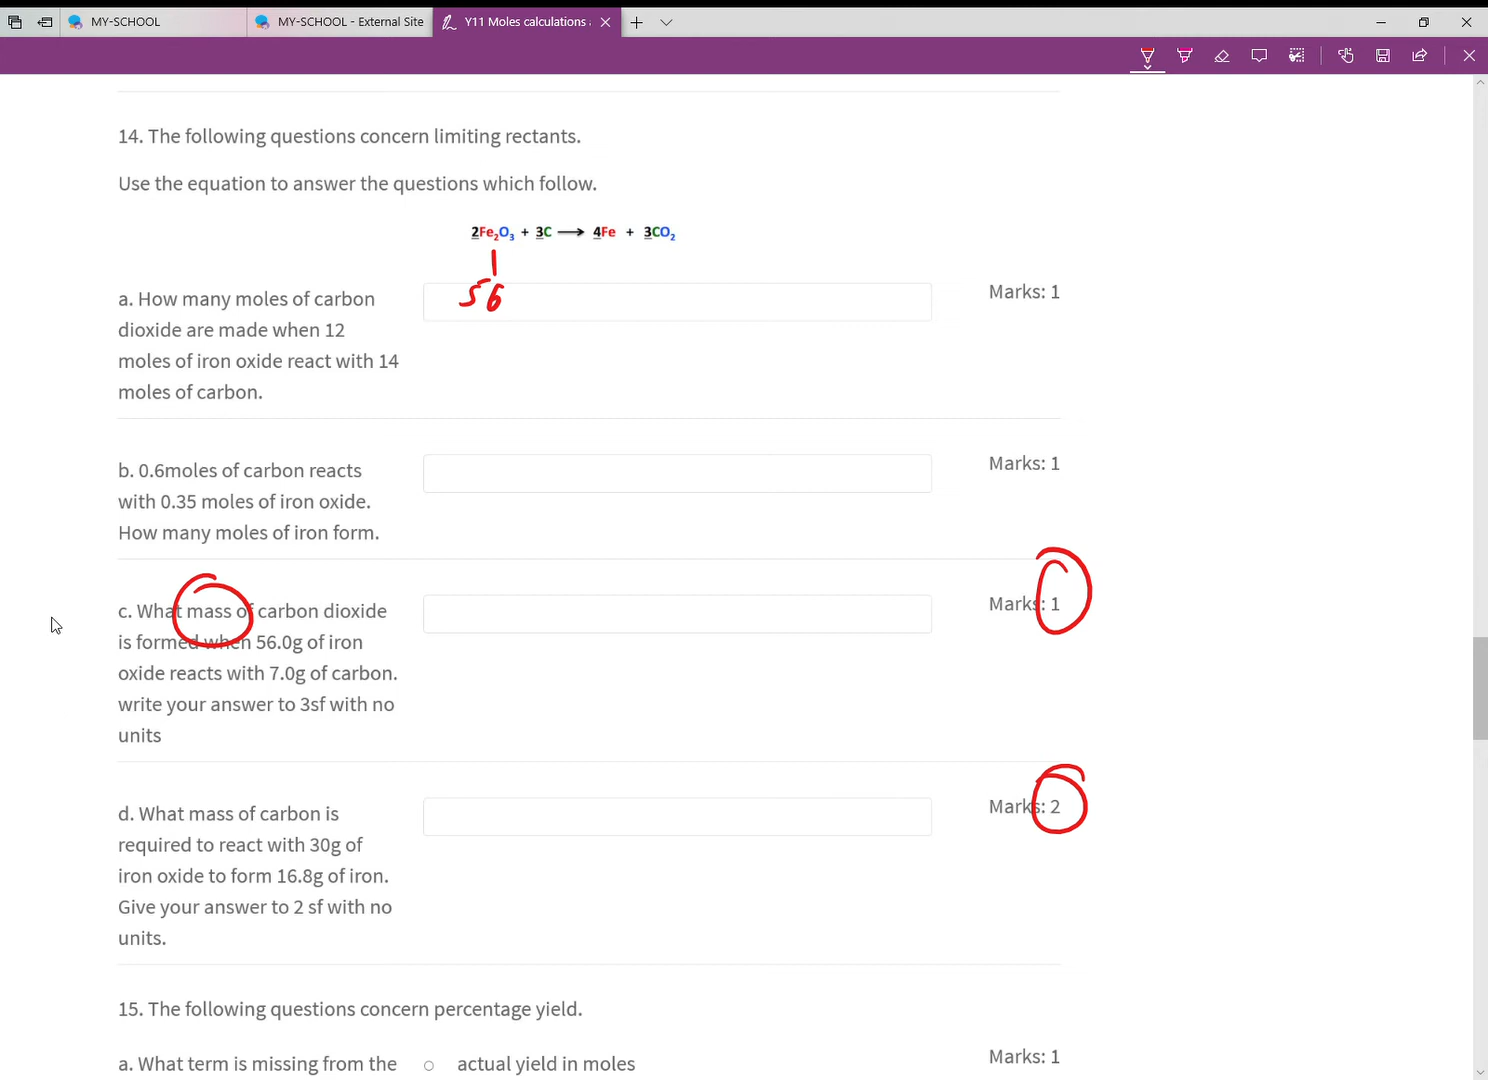 MY-SCHOOL
MY-SCHOOL - External Site
Y11 Moles calculations
14. The following questions concern limiting rectants.
Use the equation to answer the questions which follow.
2Fe₂O₃ + 3C ⟶ 4Fe + 3CO₂
56
a. How many moles of carbon
dioxide are made when 12
moles of iron oxide react with 14
moles of carbon.
Marks: 1
b. 0.6moles of carbon reacts
with 0.35 moles of iron oxide.
How many moles of iron form.
Marks: 1
c. What mass of carbon dioxide
is formed when 56.0g of iron
oxide reacts with 7.0g of carbon.
write your answer to 3sf with no
units
Marks: 1
d. What mass of carbon is
required to react with 30g of
iron oxide to form 16.8g of iron.
Give your answer to 2 sf with no
units.
Marks: 2
15. The following questions concern percentage yield.
a. What term is missing from the
actual yield in moles
Marks: 1